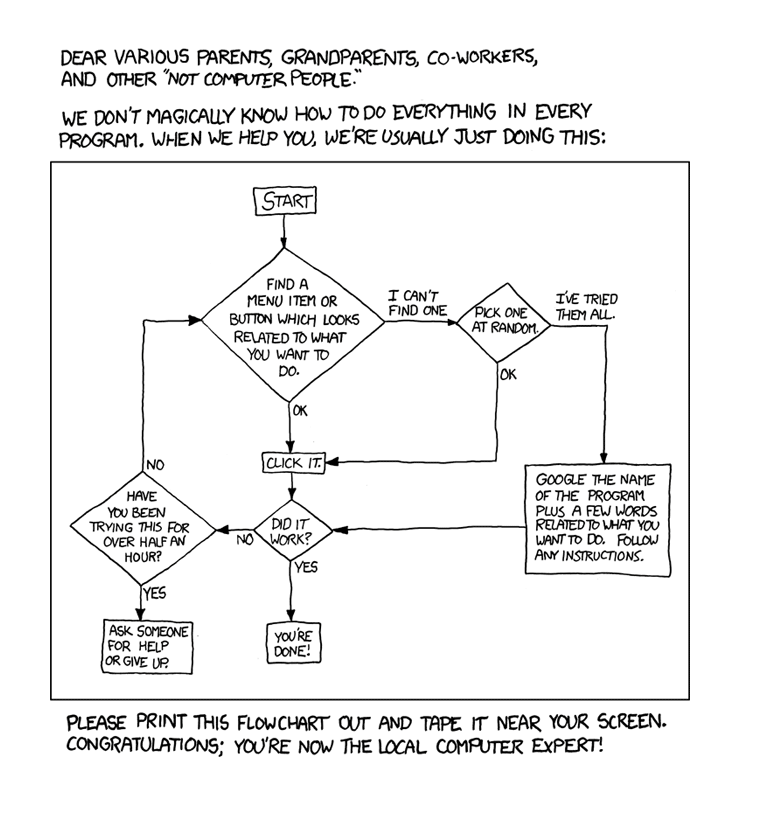 DEAR VARIOUS PARENTS, GRANDPARENTS, CO-WORKERS,
AND OTHER "NOT COMPUTER PEOPLE."
WE DON'T MAGICALLY KNOW HOW TO DO EVERYTHING IN EVERY
PROGRAM. WHEN WE HELP YOU, WE'RE USUALLY JUST DOING THIS:
START
FIND A
MENU ITEM OR
BUTTON WHICH LOOKS
RELATED TO WHAT
YOU WANT TO
DO.
I CAN'T
FIND ONE
PICK ONE
AT RANDOM.
I'VE TRIED
THEM ALL.
OK
OK
CLICK IT.
NO
GOOGLE THE NAME
OF THE PROGRAM
PLUS A FEW WORDS
RELATED TO WHAT YOU
WANT TO DO. FOLLOW
ANY INSTRUCTIONS.
HAVE
YOU BEEN
TRYING THIS FOR
OVER HALF AN
HOUR?
NO
DID IT
WORK?
YES
YES
ASK SOMEONE
FOR HELP
OR GIVE UP.
YOU'RE
DONE!
PLEASE PRINT THIS FLOWCHART OUT AND TAPE IT NEAR YOUR SCREEN.
CONGRATULATIONS; YOU'RE NOW THE LOCAL COMPUTER EXPERT!